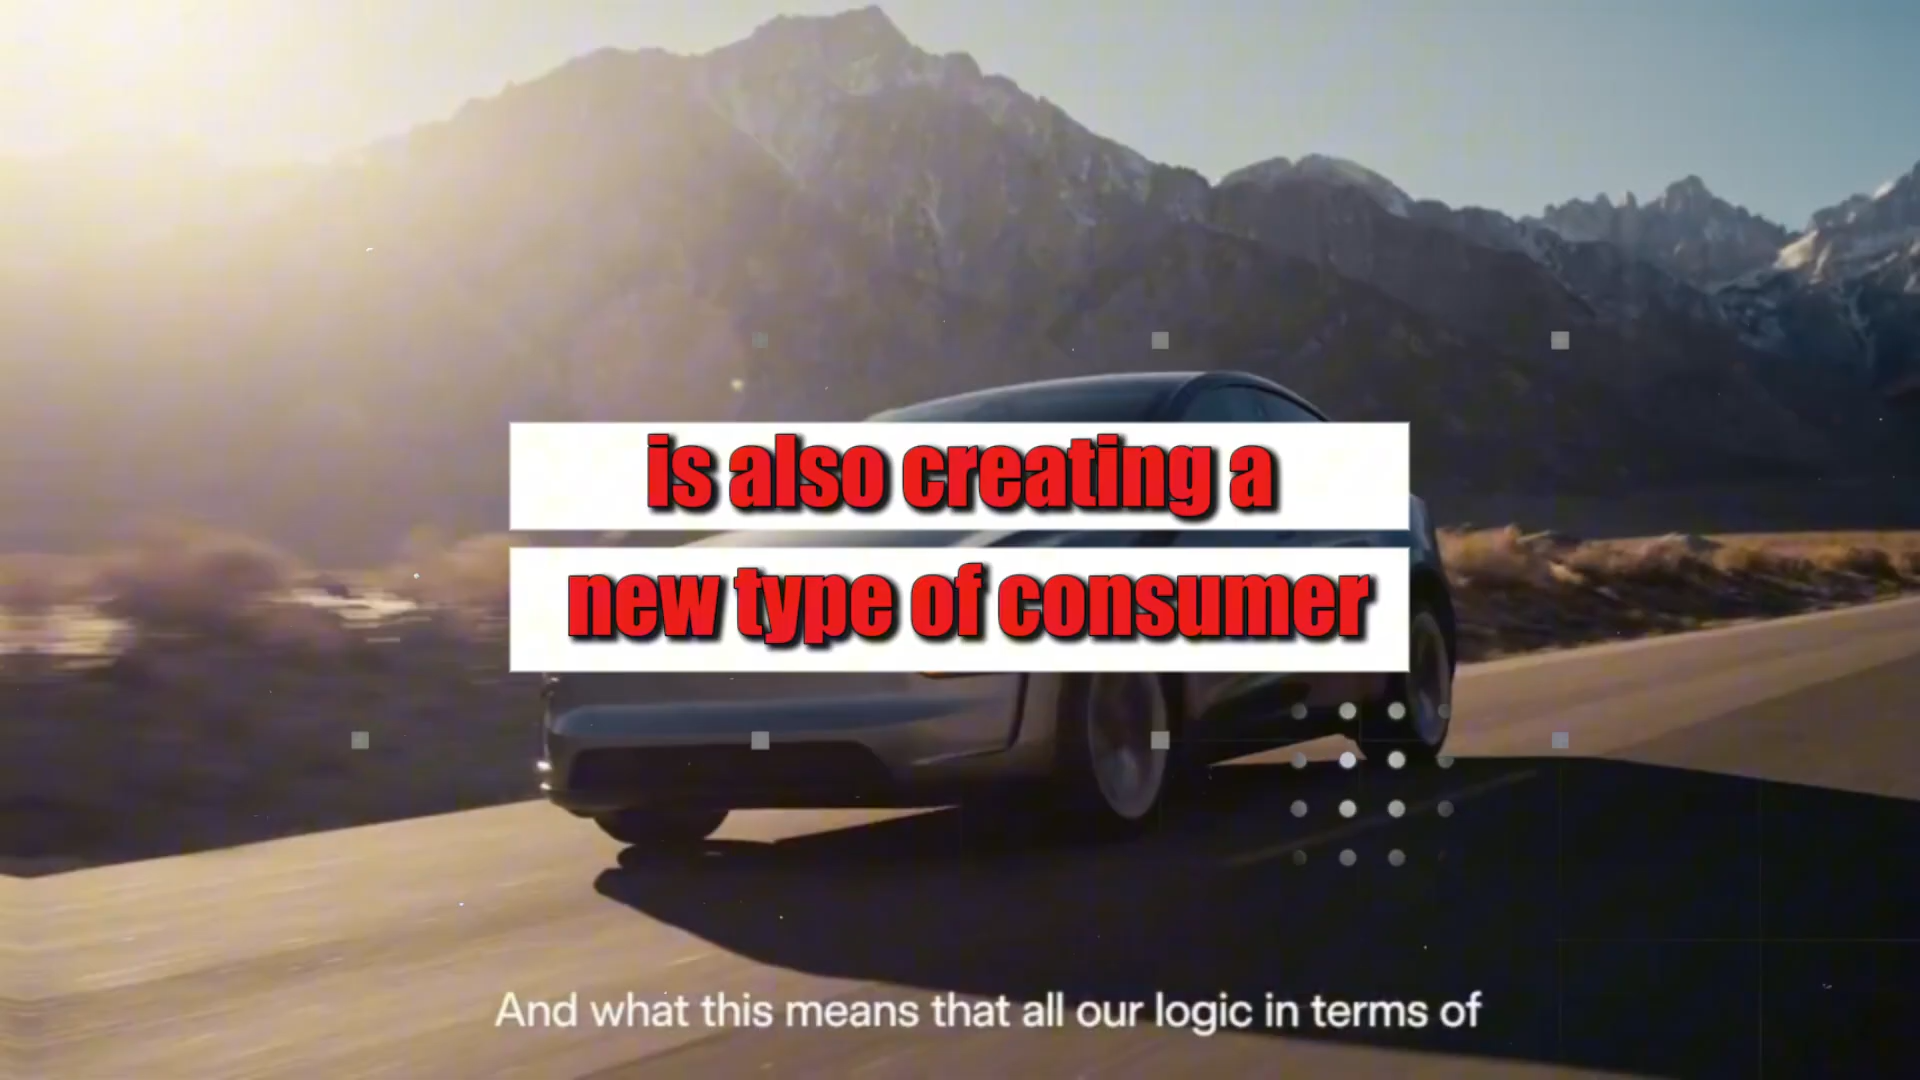 is also creating a
new type of consumer
And what this means that all our logic in terms of